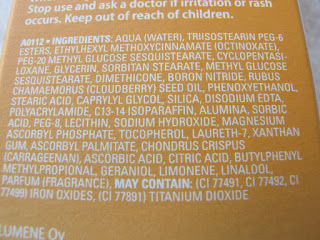 Stop use and ask a doctor if irritation or rash
occurs. Keep out of reach of children.
A0112 • INGREDIENTS: AQUA (WATER), TRIISOSTEARIN PEG-6
ESTERS, ETHYLHEXYL METHOXYCINNAMATE (OCTINOXATE),
PEG-20 METHYL GLUCOSE SESQUISTEARATE, CYCLOPENTASI-
LOXANE, GLYCERIN, SORBITAN STEARATE, METHYL GLUCOSE
SESQUISTEARATE, DIMETHICONE, BORON NITRIDE, RUBUS
CHAMAEMORUS (CLOUDBERRY) SEED OIL, PHENOXYETHANOL,
STEARIC ACID, CAPRYLYL GLYCOL, SILICA, DISODIUM EDTA,
POLYACRYLAMIDE, C13-14 ISOPARAFFIN, ALUMINA, SORBIC
ACID, PEG-8, LECITHIN, SODIUM HYDROXIDE, MAGNESIUM
ASCORBYL PHOSPHATE, TOCOPHEROL, LAURETH-7, XANTHAN
GUM, ASCORBYL PALMITATE, CHONDRUS CRISPUS
(CARRAGEENAN), ASCORBIC ACID, CITRIC ACID, BUTYLPHENYL
METHYLPROPIONAL, GERANIOL, LIMONENE, LINALOOL,
PARFUM (FRAGRANCE), MAY CONTAIN: (CI 77491, CI 77492, CI
77499) IRON OXIDES, (CI 77891) TITANIUM DIOXIDE
LUMENE Oy